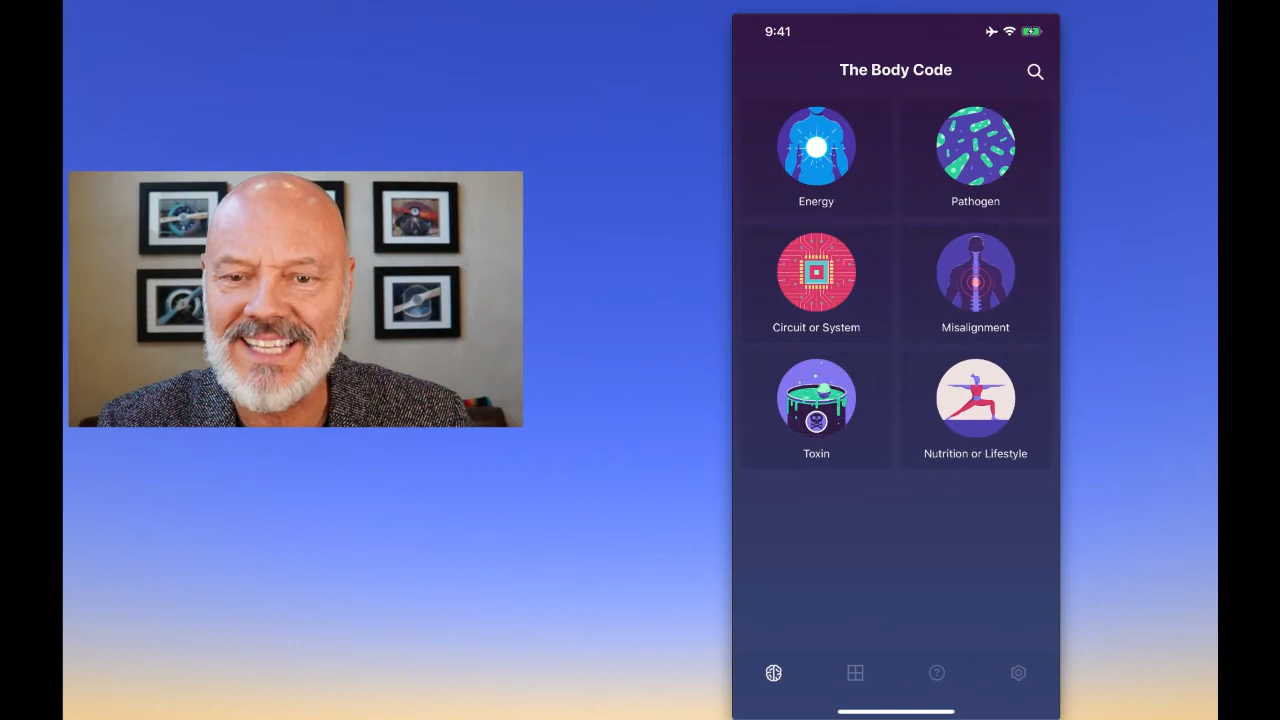 9:41
The Body Code
Energy
Pathogen
Circuit or System
Misalignment
Toxin
Nutrition or Lifestyle
?